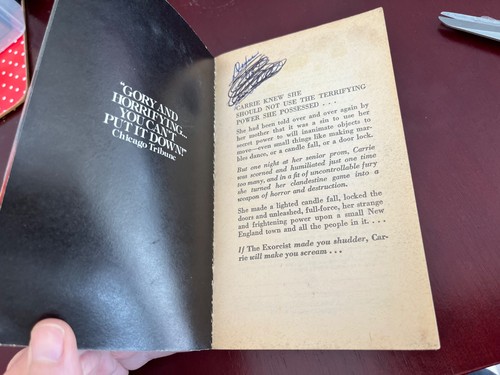 "GORY AND
HORRIFYING...
YOU CAN'T
PUT IT DOWN!"
Chicago Tribune
CARRIE KNEW SHE
SHOULD NOT USE THE TERRIFYING
POWER SHE POSSESSED . . .
She had been told over and over again by
her mother that it was a sin to use her
secret power to will inanimate objects to
move—even small things like making mar-
bles dance, or a candle fall, or a door lock.
But one night at her senior prom, Carrie
was scorned and humiliated just one time
too many, and in a fit of uncontrollable fury
she turned her clandestine game into a
weapon of horror and destruction.
She made a lighted candle fall, locked the
doors and unleashed, full-force, her strange
and frightening power upon a small New
England town and all the people in it. . . .
If The Exorcist made you shudder, Car-
rie will make you scream . . .